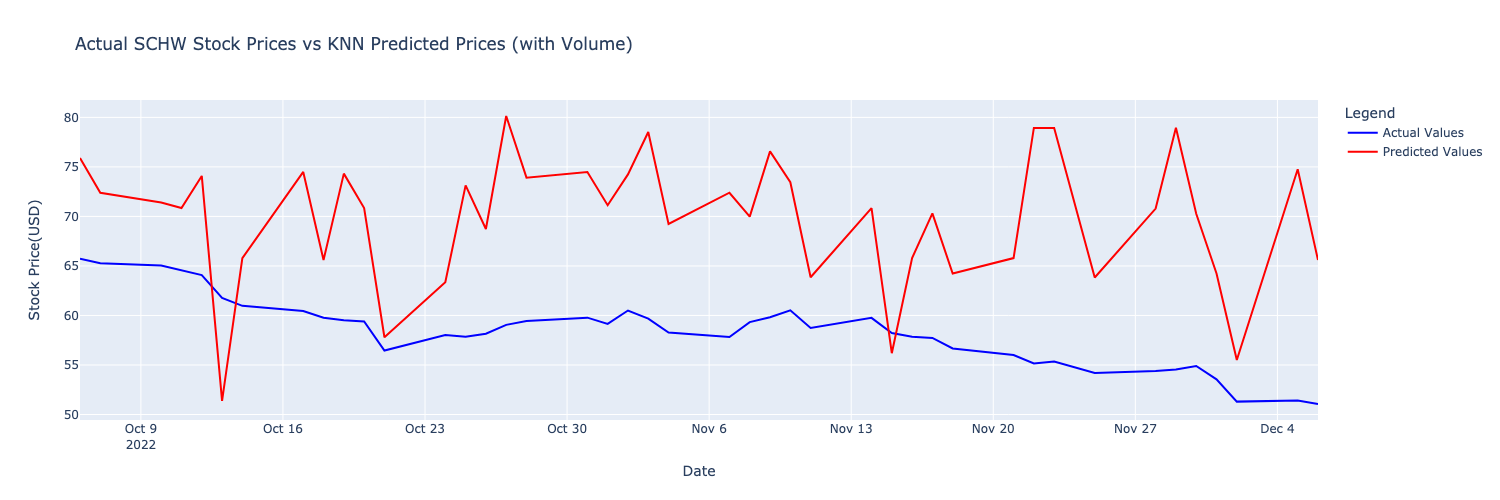 Actual SCHW Stock Prices vs KNN Predicted Prices (with Volume)
Legend
Actual Values
Predicted Values
Stock Price(USD)
80
75
70
65
60
55
50
Oct 9
2022
Oct 16
Oct 23
Oct 30
Nov 6
Nov 13
Nov 20
Nov 27
Dec 4
Date